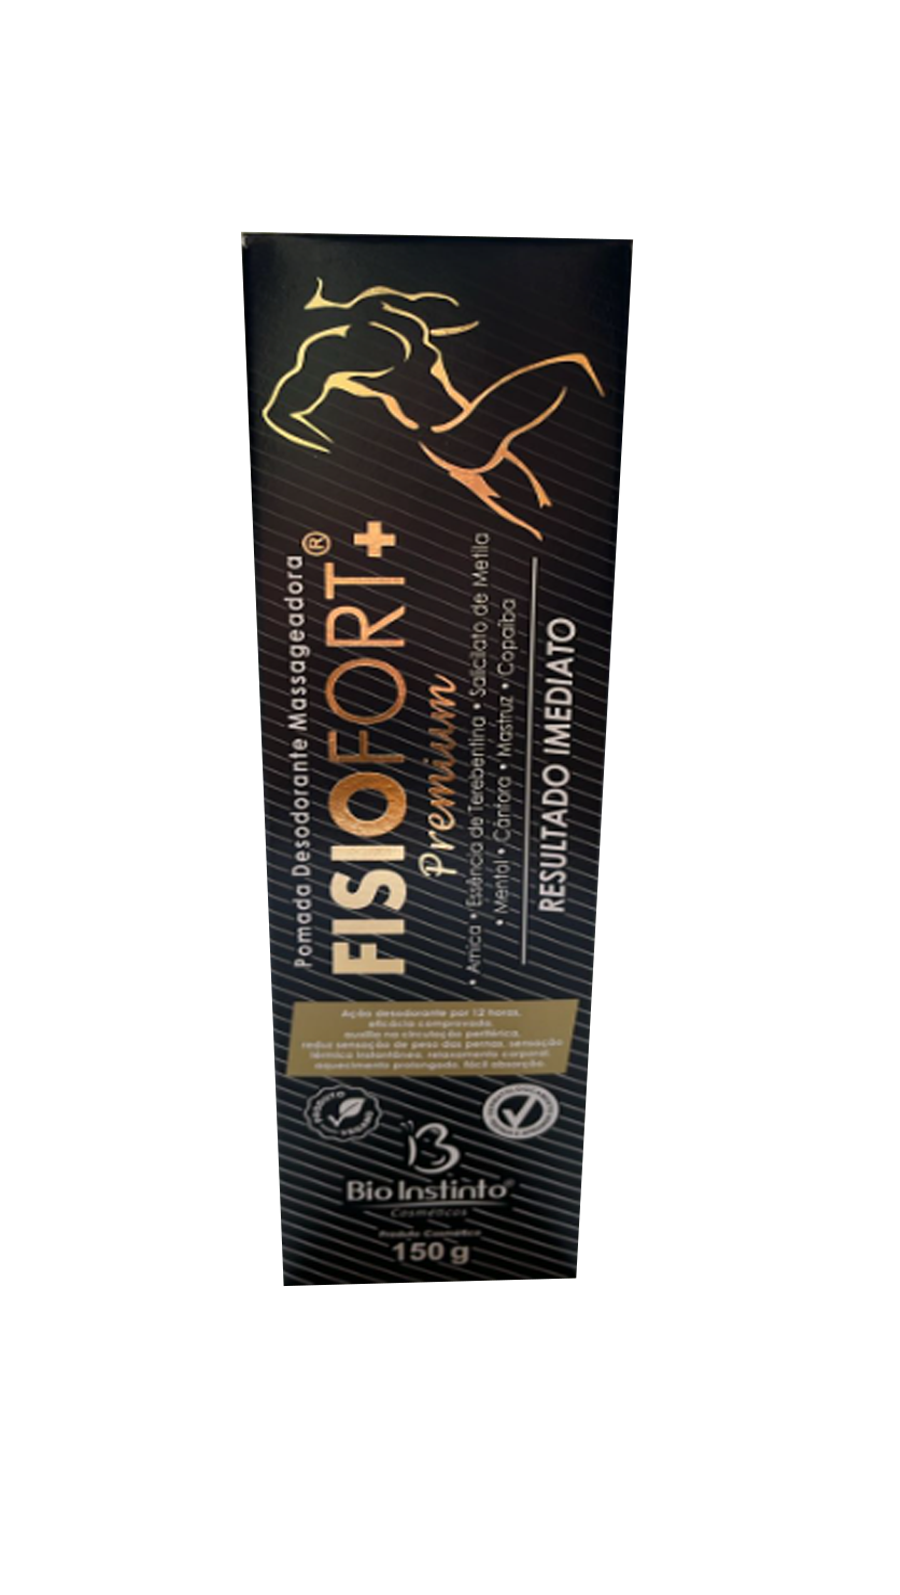 Pomada Desodorante Massageadora
FISIOFORT+®
Premium
• Arnica • Essência de Terebentina • Salicilato de Metila
• Mentol • Cânfora • Mastruz • Copaíba
RESULTADO IMEDIATO
Ação desodorante por 12 horas,
eficácia comprovada,
auxilia na circulação periférica,
reduz sensação de peso das pernas, sensação
térmica instantânea, relaxamento corporal,
aquecimento prolongado, fácil absorção.
PRODUTO VEGANO
Bio Instinto®
Cosméticos
Produto Cosmético
150 g